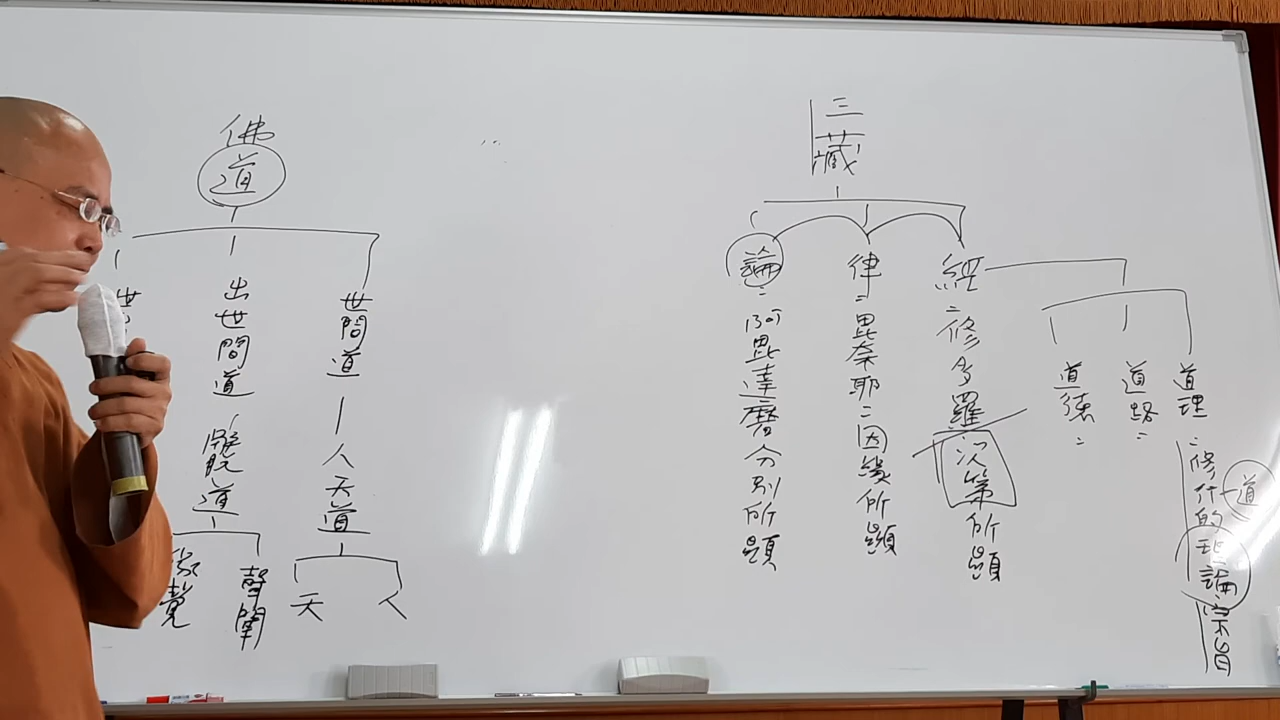 三藏
經＝修多羅次第所顯
律＝毘奈耶＝因緣所顯
論＝阿毘達磨分別所顯
道理＝修行的理論宗旨
道
道路＝
道德＝
佛道
世間道－人天道
人
天
出世間道－解脫道
聲聞
緣覺
世